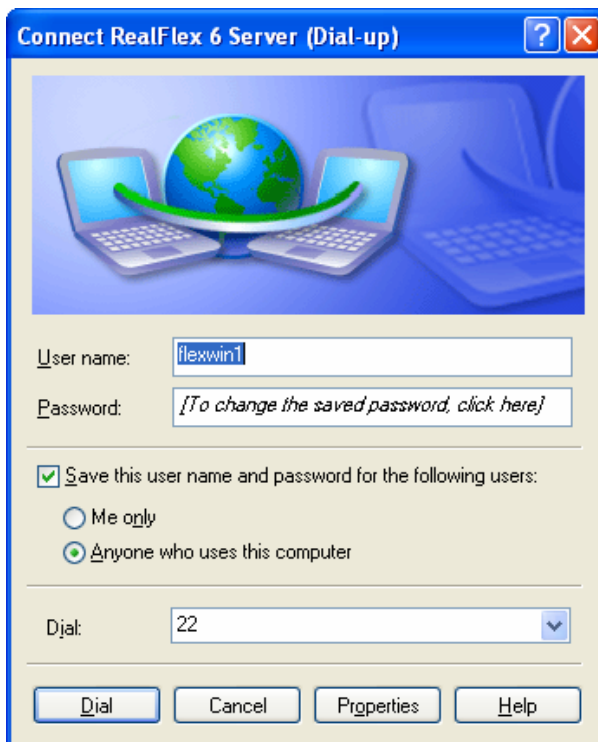 Connect RealFlex 6 Server (Dial-up)
User name: flexwin1
Password: [To change the saved password, click here]
Save this user name and password for the following users:
Me only
Anyone who uses this computer
Dial: 22
Dial Cancel Properties Help